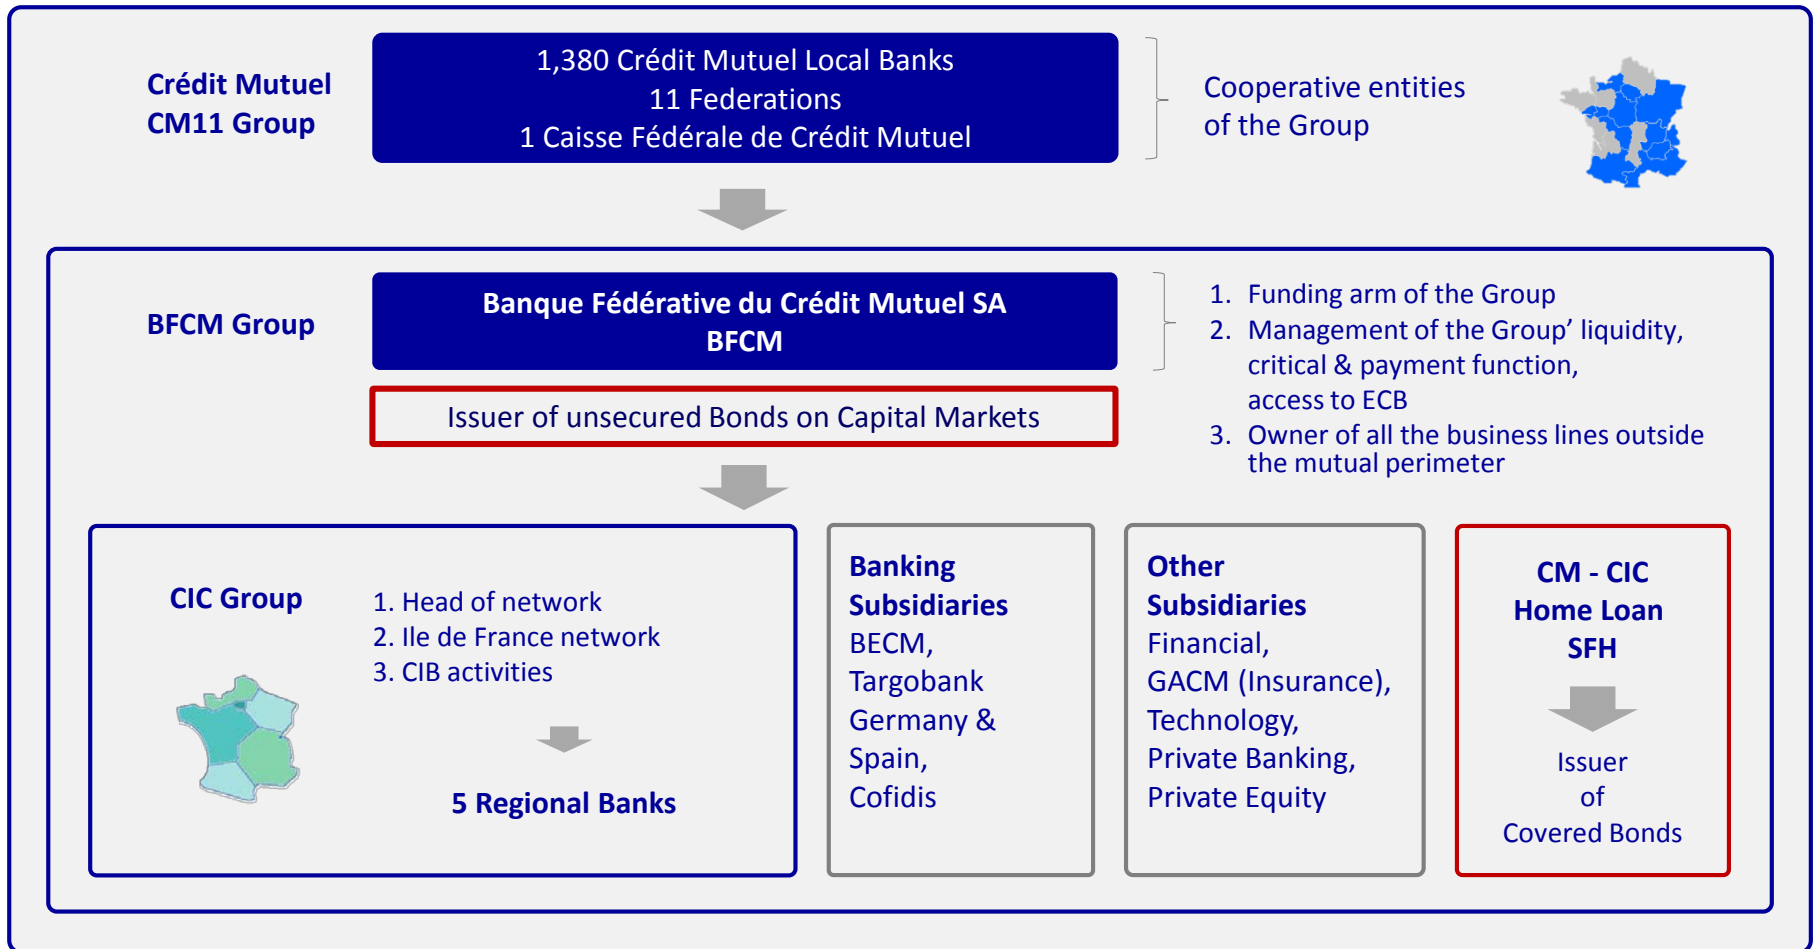 Crédit Mutuel
CM11 Group
1,380 Crédit Mutuel Local Banks
11 Federations
1 Caisse Fédérale de Crédit Mutuel
Cooperative entities
of the Group
BFCM Group
Banque Fédérative du Crédit Mutuel SA
BFCM
Issuer of unsecured Bonds on Capital Markets
1. Funding arm of the Group
2. Management of the Group’ liquidity,
critical & payment function,
access to ECB
3. Owner of all the business lines outside
the mutual perimeter
CIC Group
1. Head of network
2. Ile de France network
3. CIB activities
5 Regional Banks
Banking
Subsidiaries
BECM,
Targobank
Germany &
Spain,
Cofidis
Other
Subsidiaries
Financial,
GACM (Insurance),
Technology,
Private Banking,
Private Equity
CM - CIC
Home Loan
SFH
Issuer
of
Covered Bonds